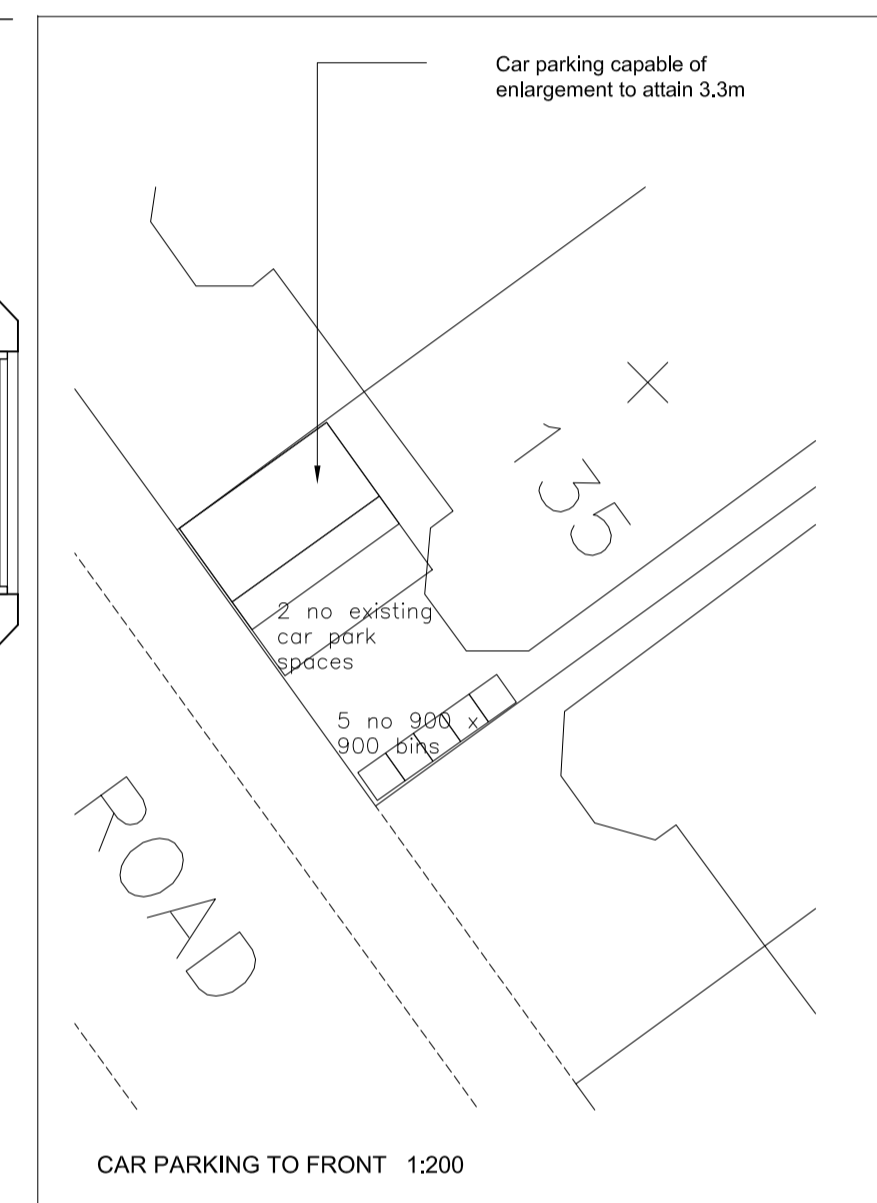 Car parking capable of
enlargement to attain 3.3m
135
2 no existing
car park
spaces
5 no 900 x
900 bins
ROAD
CAR PARKING TO FRONT 1:200